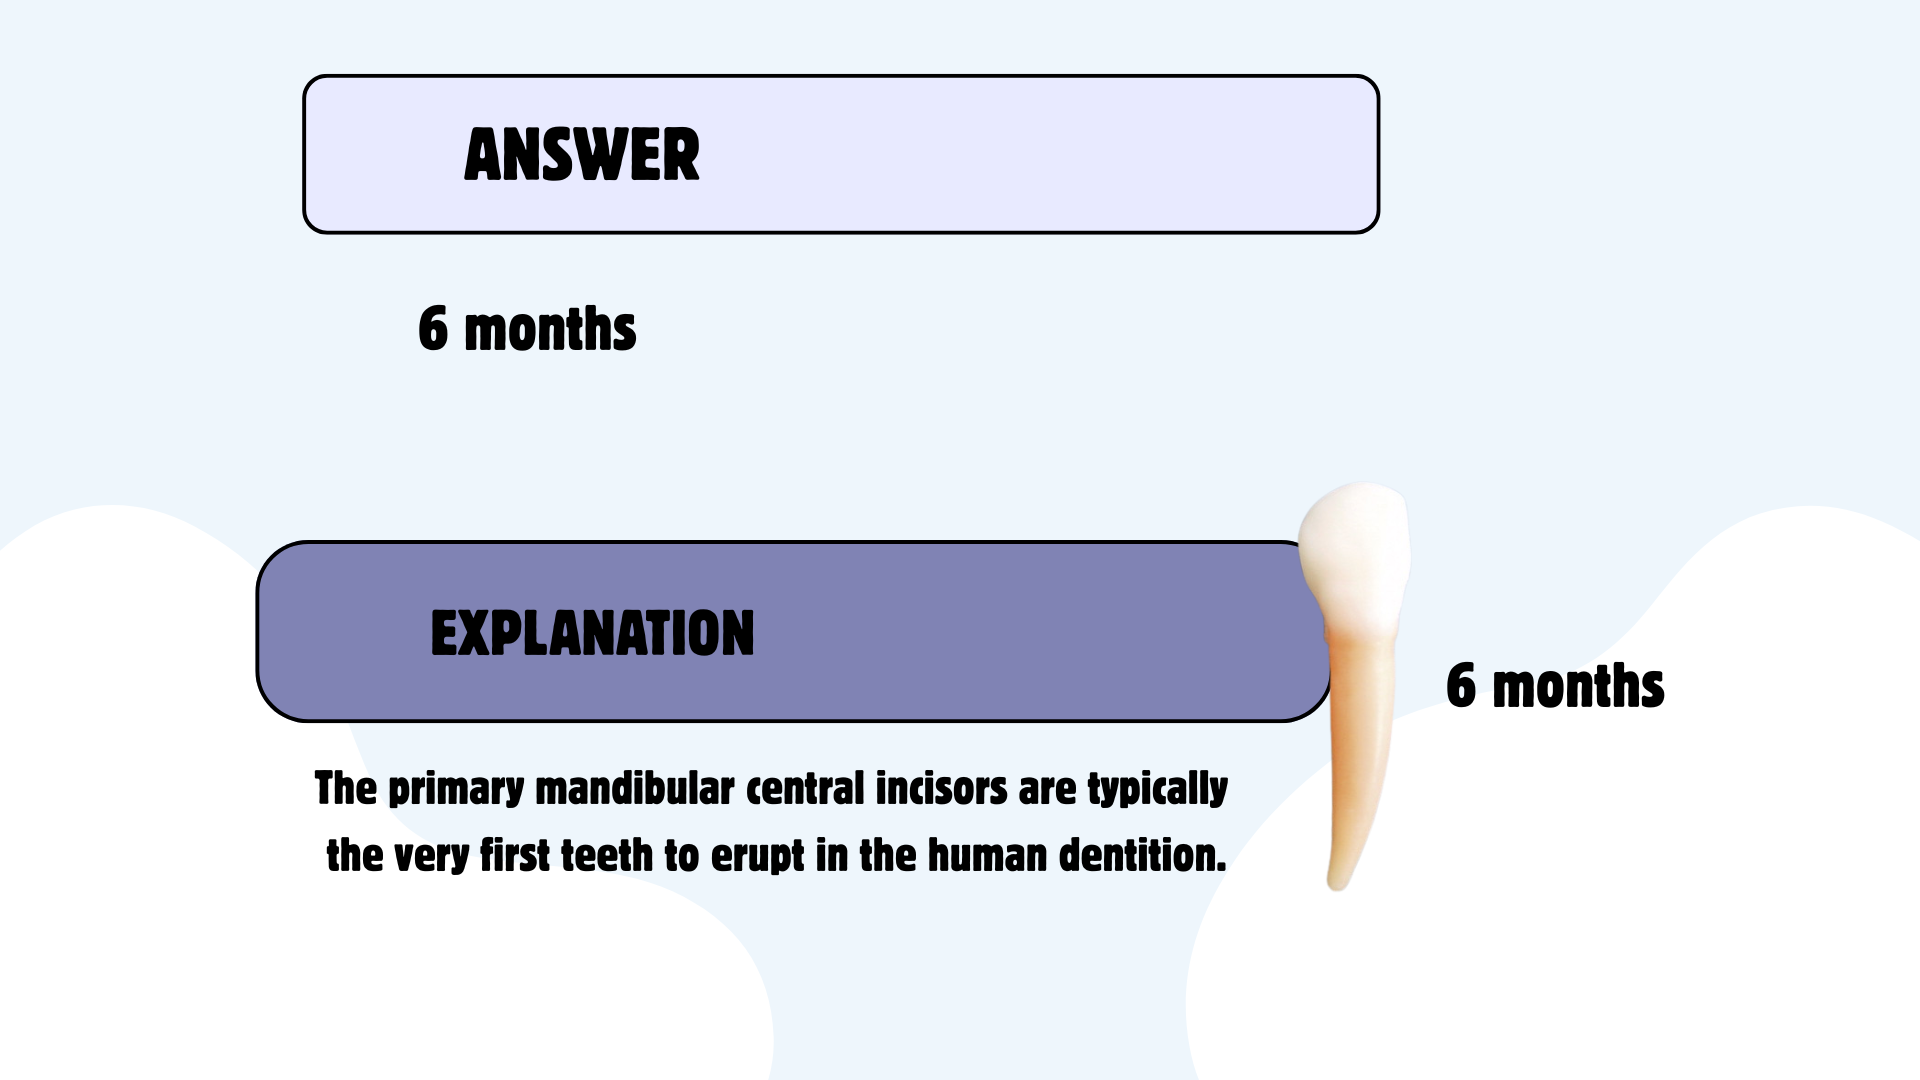 ANSWER
6 months
EXPLANATION
6 months
The primary mandibular central incisors are typically
the very first teeth to erupt in the human dentition.